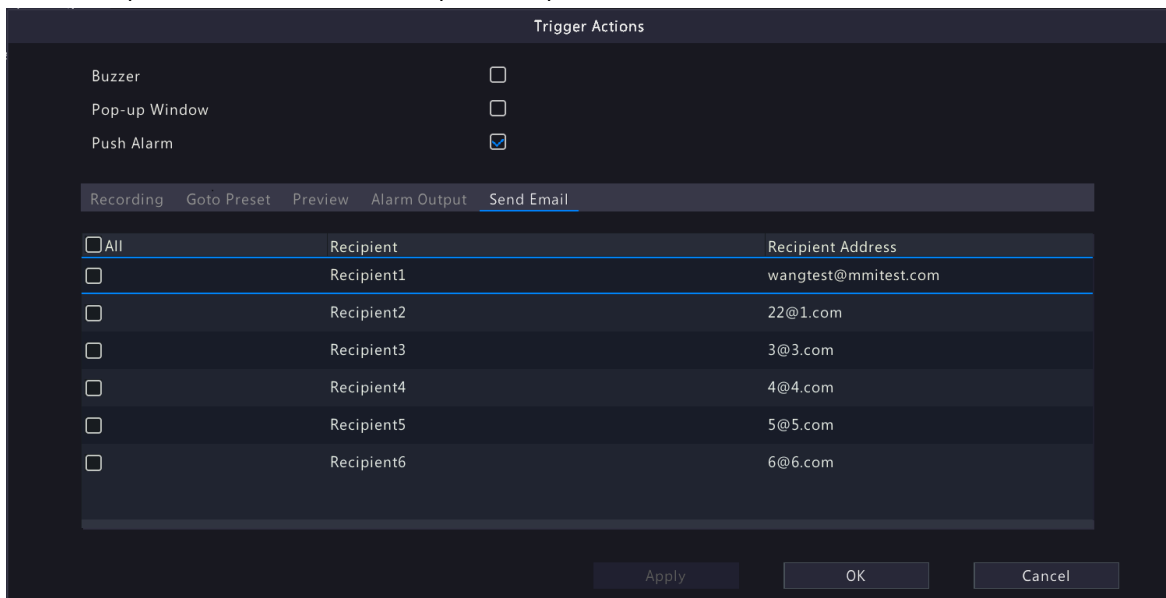 Trigger Actions
Buzzer
Pop-up Window
Push Alarm
Recording Goto Preset Preview Alarm Output Send Email
All Recipient Recipient Address
Recipient1 wangtest@mmitest.com
Recipient2 22@1.com
Recipient3 3@3.com
Recipient4 4@4.com
Recipient5 5@5.com
Recipient6 6@6.com
Apply OK Cancel